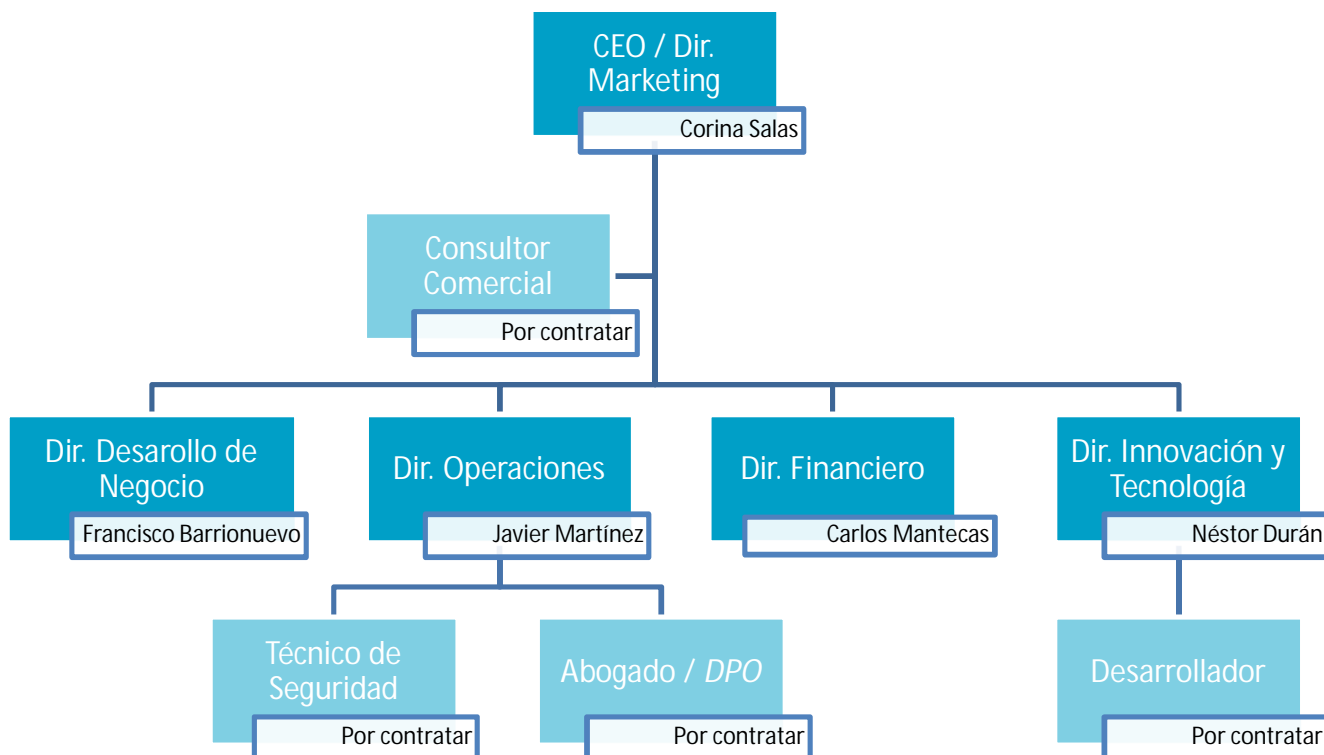 CEO / Dir.
Marketing
Corina Salas
Consultor
Comercial
Por contratar
Dir. Desarollo de
Negocio
Francisco Barrionuevo
Dir. Operaciones
Javier Martínez
Dir. Financiero
Carlos Mantecas
Dir. Innovación y
Tecnología
Néstor Durán
Técnico de
Seguridad
Por contratar
Abogado / DPO
Por contratar
Desarrollador
Por contratar